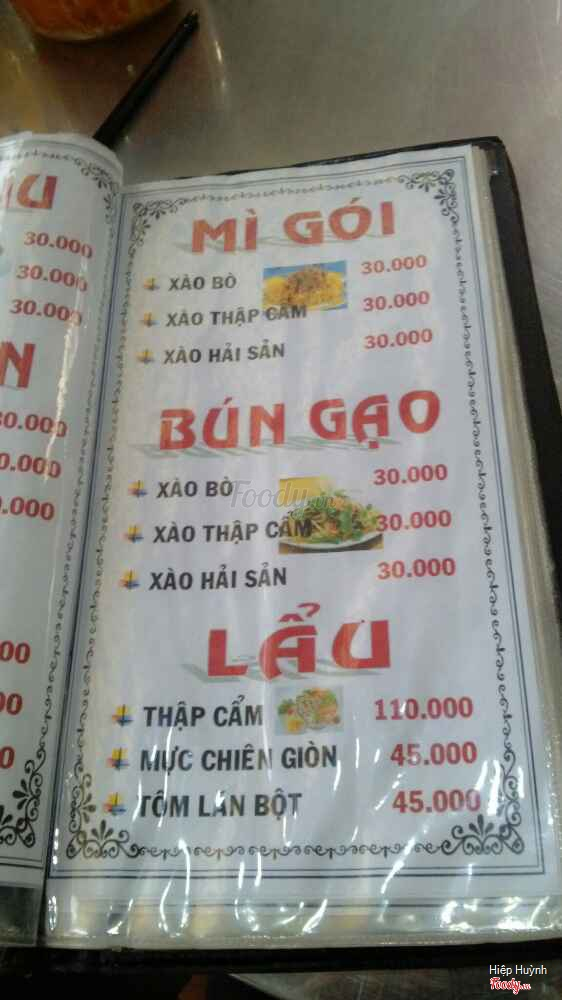 30.000
30.000
30.000
N
30.000
MÌ GÓI
XÀO BÒ 30.000
XÀO THẬP CẨM 30.000
XÀO HẢI SẢN 30.000
BÚN GẠO
XÀO BÒ 30.000
XÀO THẬP CẨM 30.000
XÀO HẢI SẢN 30.000
LẨU
THẬP CẨM 110.000
MỰC CHIÊN GIÒN 45.000
TÔM LĂN BỘT 45.000
Foody
Hiệp Huỳnh
Foody.vn